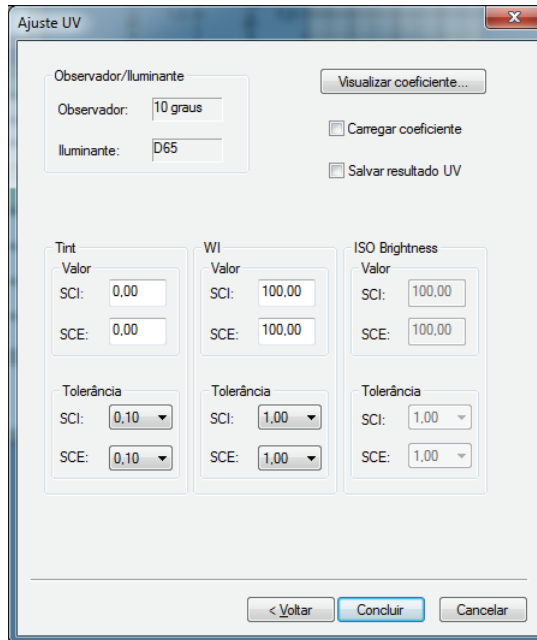 Ajuste UV
Observador/Iluminante
Observador: 10 graus
Iluminante: D65
Visualizar coeficiente...
Carregar coeficiente
Salvar resultado UV
Tint
Valor
SCI: 0,00
SCE: 0,00
Tolerância
SCI: 0,10
SCE: 0,10
WI
Valor
SCI: 100,00
SCE: 100,00
Tolerância
SCI: 1,00
SCE: 1,00
ISO Brightness
Valor
SCI: 100,00
SCE: 100,00
Tolerância
SCI: 1,00
SCE: 1,00
< Voltar
Concluir
Cancelar